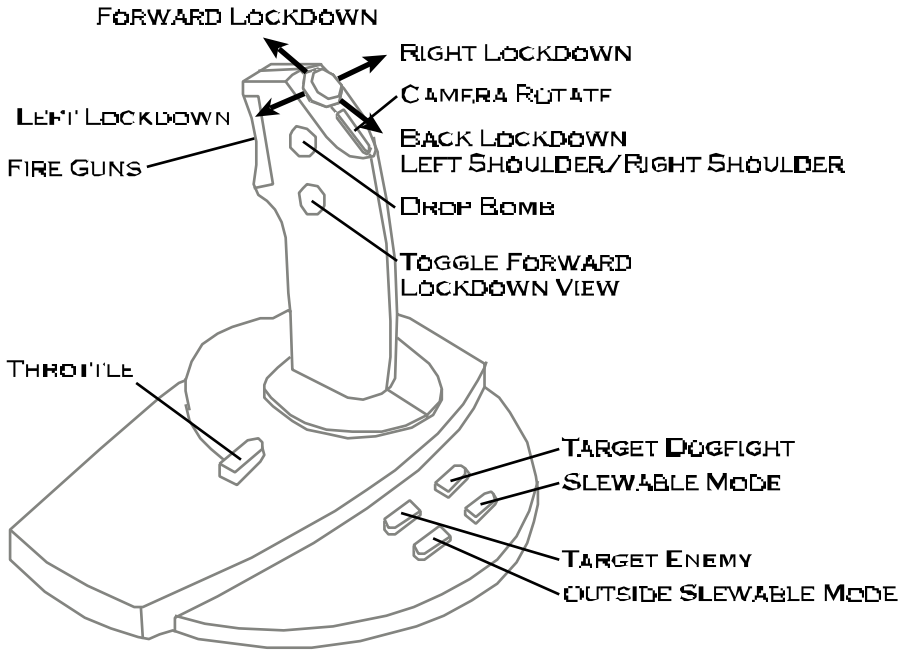 FORWARD LOCKDOWN
RIGHT LOCKDOWN
CAMERA ROTATE
LEFT LOCKDOWN
BACK LOCKDOWN
LEFT SHOULDER/RIGHT SHOULDER
FIRE GUNS
DROP BOMB
TOGGLE FORWARD
LOCKDOWN VIEW
THROTTLE
TARGET DOGFIGHT
SLEWABLE MODE
TARGET ENEMY
OUTSIDE SLEWABLE MODE